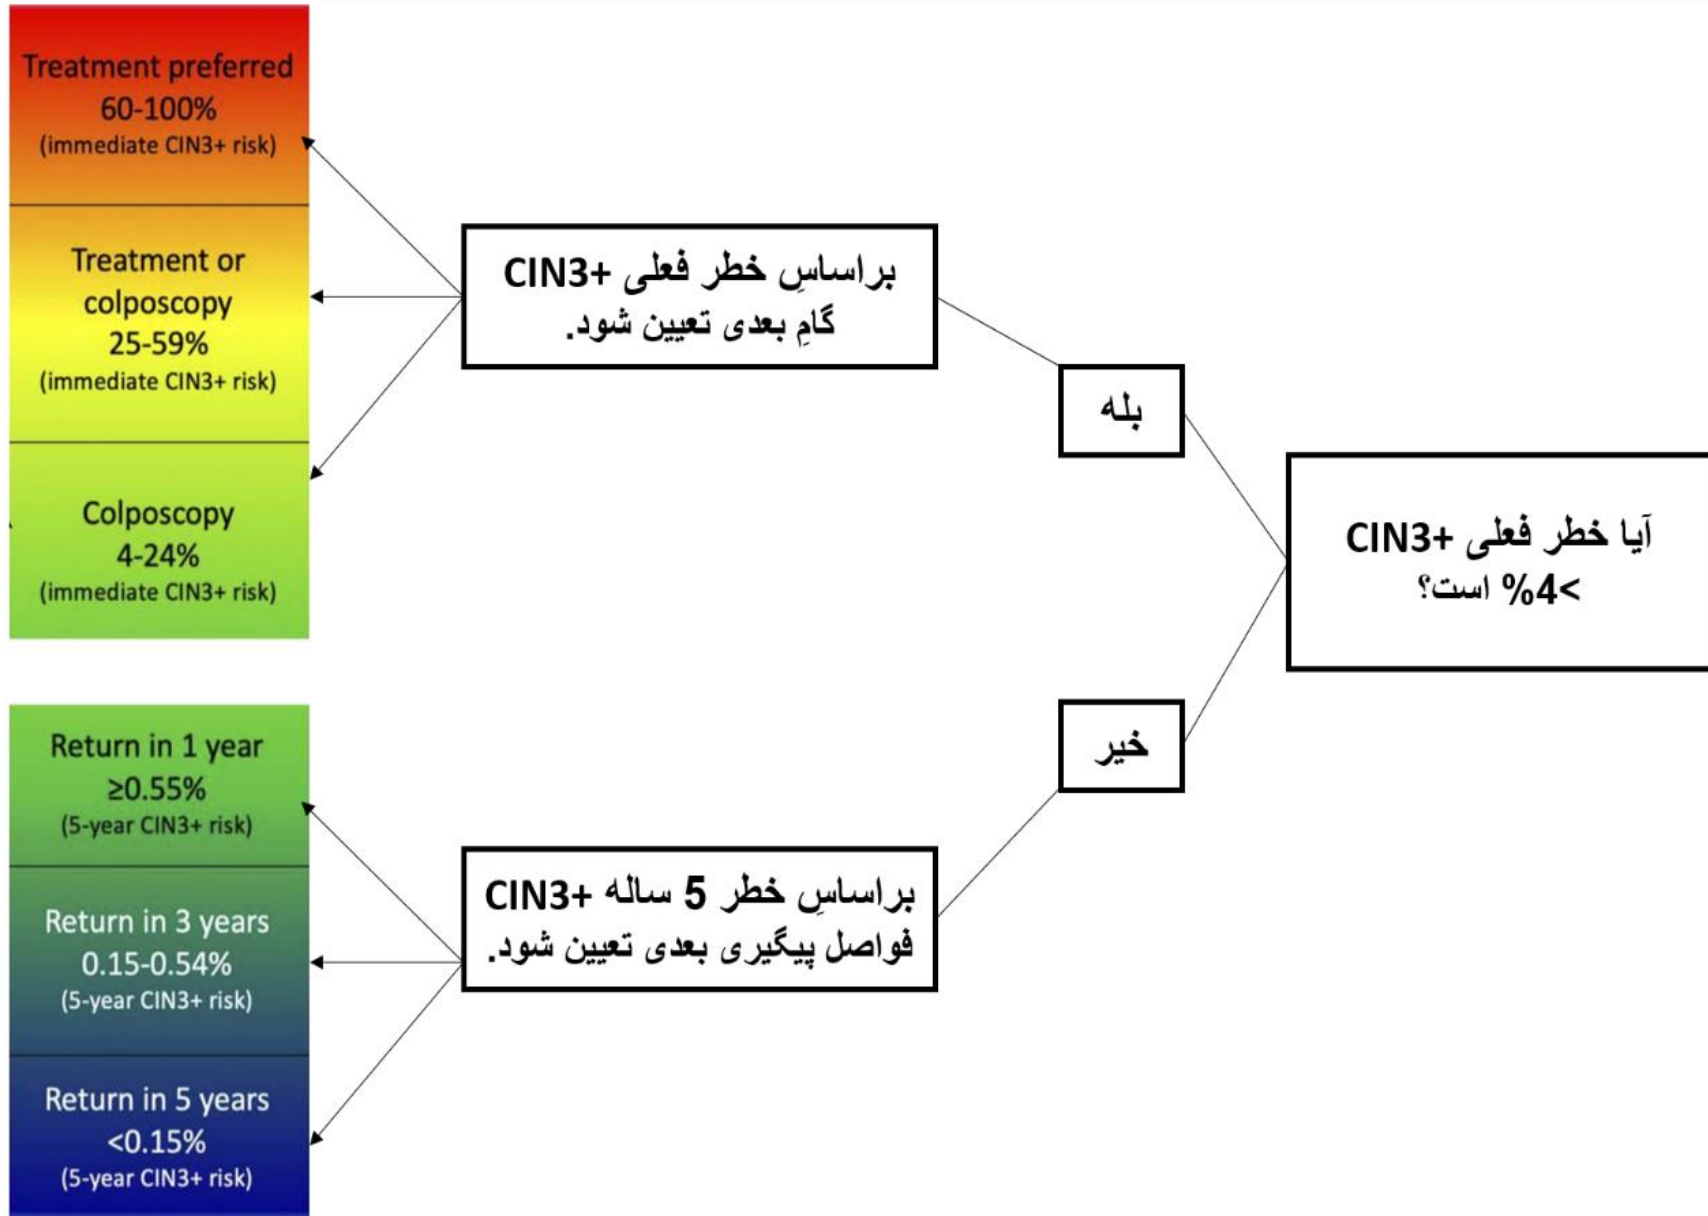 آیا خطر فعلی CIN3+
>4%< است؟
بله
خیر
براساسِ خطر فعلی CIN3+
گامِ بعدی تعیین شود.
براساسِ خطر 5 ساله CIN3+
فواصل پیگیری بعدی تعیین شود.
Treatment preferred
60-100%
(immediate CIN3+ risk)
Treatment or
colposcopy
25-59%
(immediate CIN3+ risk)
Colposcopy
4-24%
(immediate CIN3+ risk)
Return in 1 year
≥0.55%
(5-year CIN3+ risk)
Return in 3 years
0.15-0.54%
(5-year CIN3+ risk)
Return in 5 years
<0.15%
(5-year CIN3+ risk)